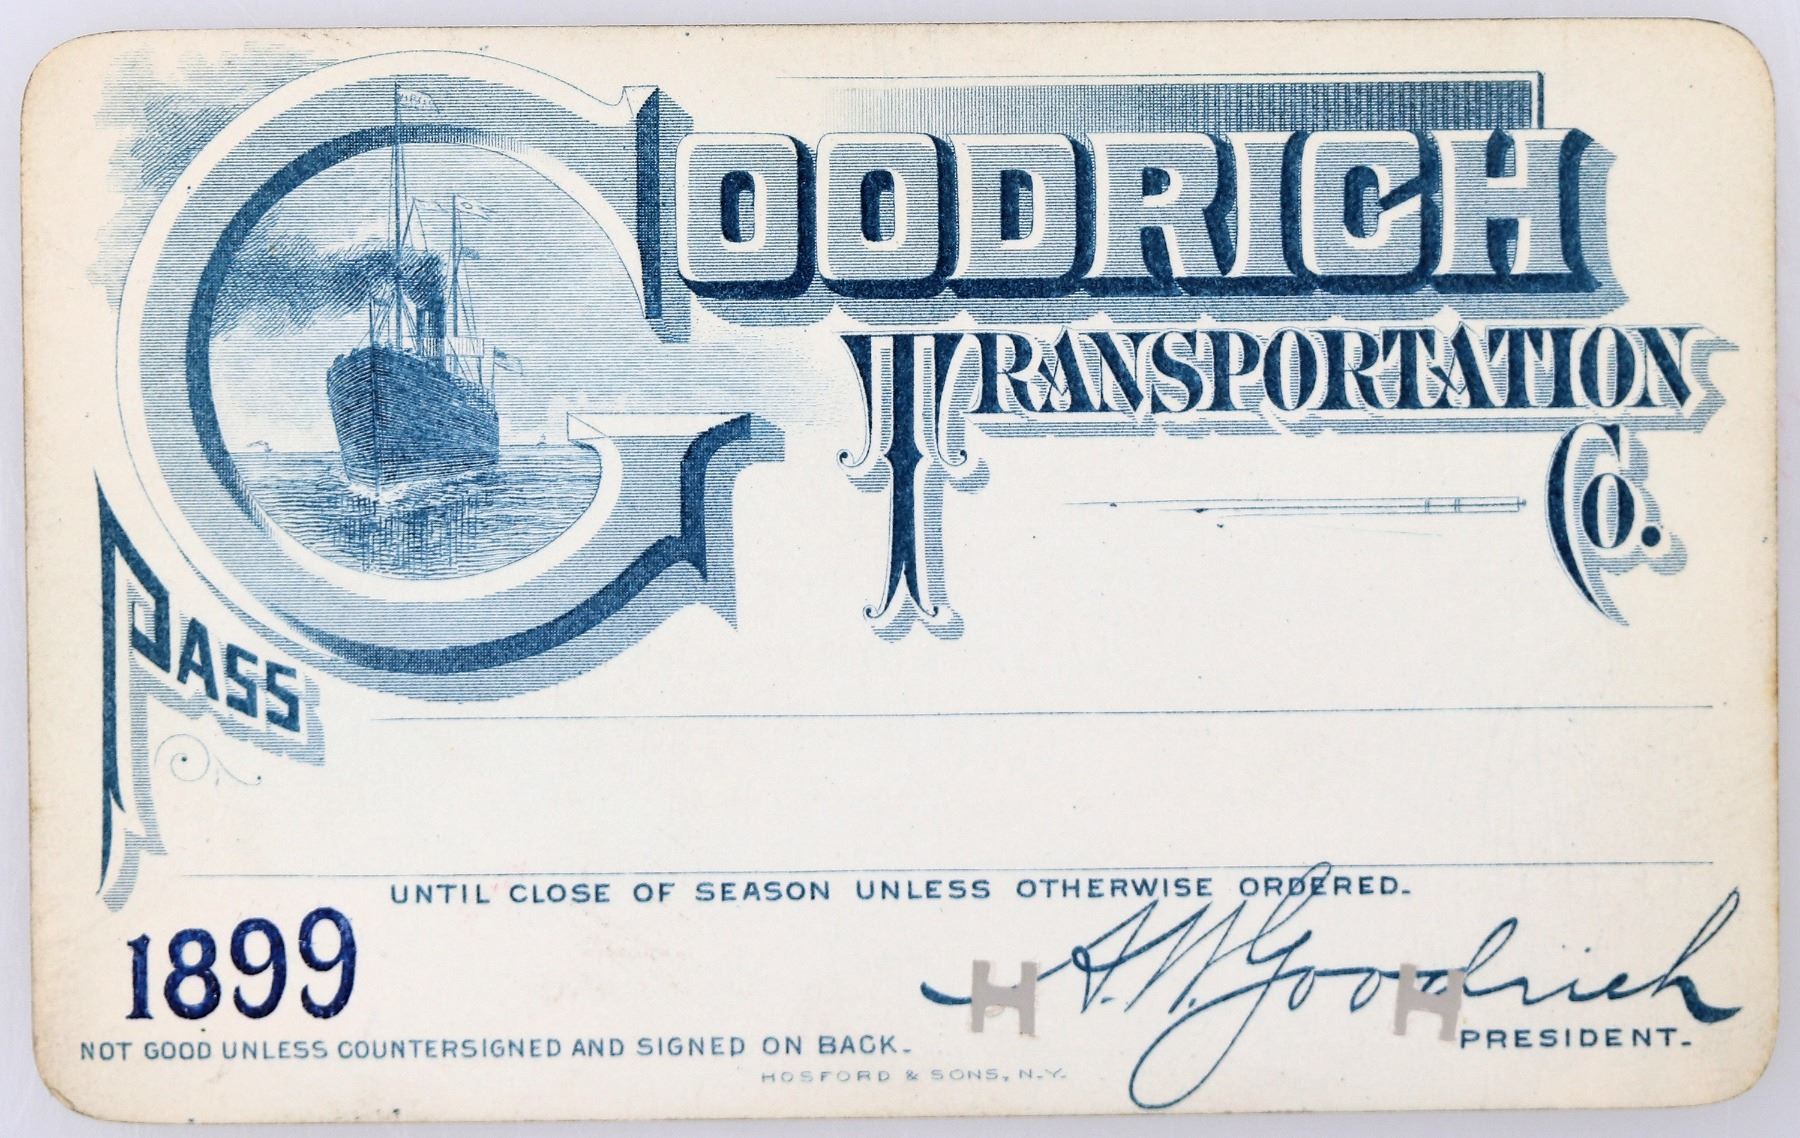 GOODRICH
TRANSPORTATION
CO.
PASS
UNTIL CLOSE OF SEASON UNLESS OTHERWISE ORDERED.
1899
A. W. Goodrich
H H
PRESIDENT.
NOT GOOD UNLESS COUNTERSIGNED AND SIGNED ON BACK.
HOSFORD & SONS, N.Y.